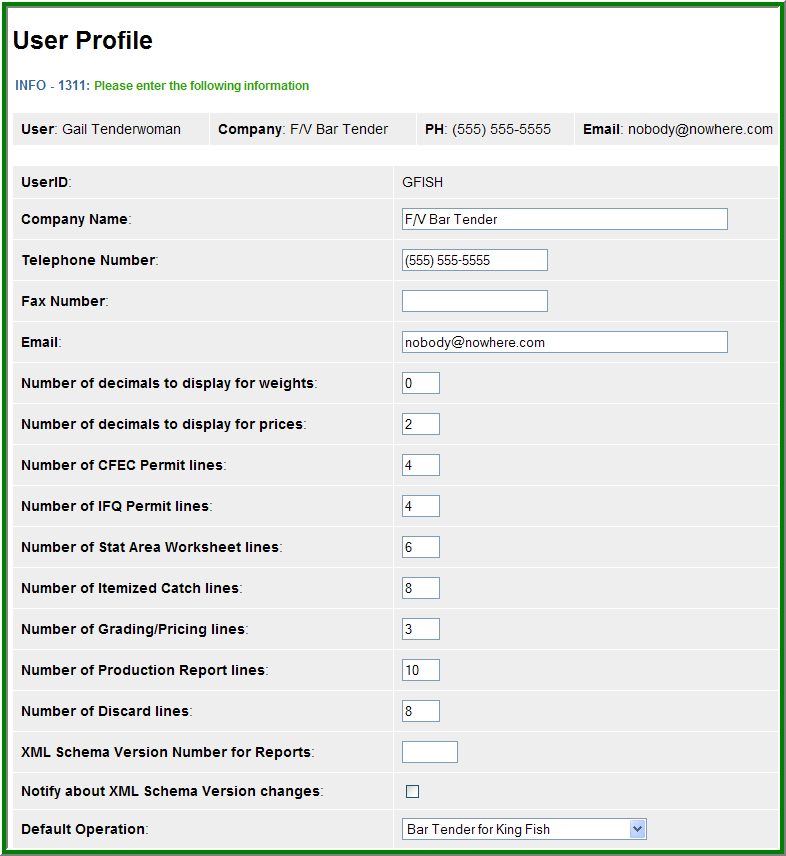 User Profile
INFO - 1311: Please enter the following information
User: Gail Tenderwoman Company: F/V Bar Tender PH: (555) 555-5555 Email: nobody@nowhere.com
UserID: GFISH
Company Name: F/V Bar Tender
Telephone Number: (555) 555-5555
Fax Number:
Email: nobody@nowhere.com
Number of decimals to display for weights: 0
Number of decimals to display for prices: 2
Number of CFEC Permit lines: 4
Number of IFQ Permit lines: 4
Number of Stat Area Worksheet lines: 6
Number of Itemized Catch lines: 8
Number of Grading/Pricing lines: 3
Number of Production Report lines: 10
Number of Discard lines: 8
XML Schema Version Number for Reports:
Notify about XML Schema Version changes:
Default Operation: Bar Tender for King Fish